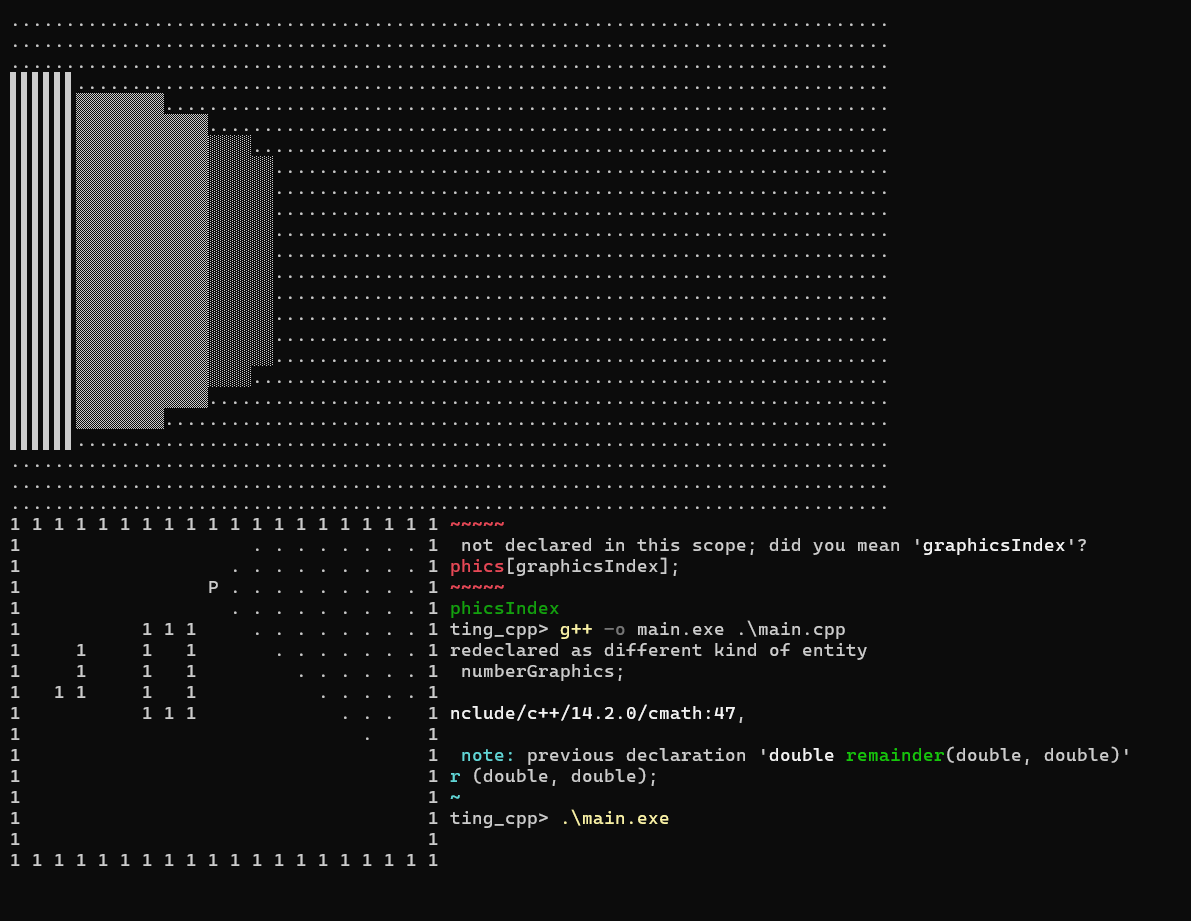 1 1 1 1 1 1 1 1 1 1 1 1 1 1 1 1 1 1 1 1 ~~~~~
1 . . . . . . . . 1 not declared in this scope; did you mean 'graphicsIndex'?
1 . . . . . . . . . 1 phics[graphicsIndex];
1 P . . . . . . . . . 1 ~~~~~
1 . . . . . . . . . 1 phicsIndex
1 1 1 1 . . . . . . . . 1 ting_cpp> g++ -o main.exe .\main.cpp
1 1 1 1 . . . . . . . 1 redeclared as different kind of entity
1 1 1 1 . . . . . . 1 numberGraphics;
1 1 1 1 1 . . . . . 1
1 1 1 1 . . . 1 nclude/c++/14.2.0/cmath:47,
1 . 1
1 1 note: previous declaration 'double remainder(double, double)'
1 1 r (double, double);
1 1 ~
1 1 ting_cpp> .\main.exe
1 1
1 1 1 1 1 1 1 1 1 1 1 1 1 1 1 1 1 1 1 1